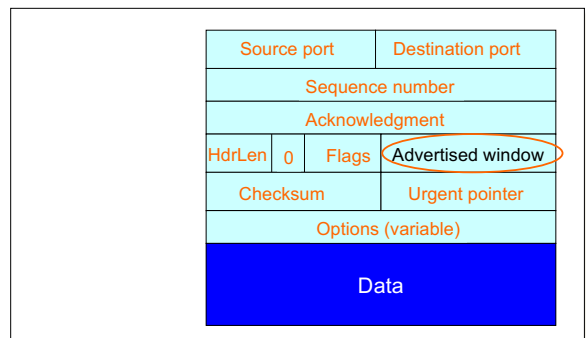 Source port Destination port
Sequence number
Acknowledgment
HdrLen 0 Flags Advertised window
Checksum Urgent pointer
Options (variable)
Data